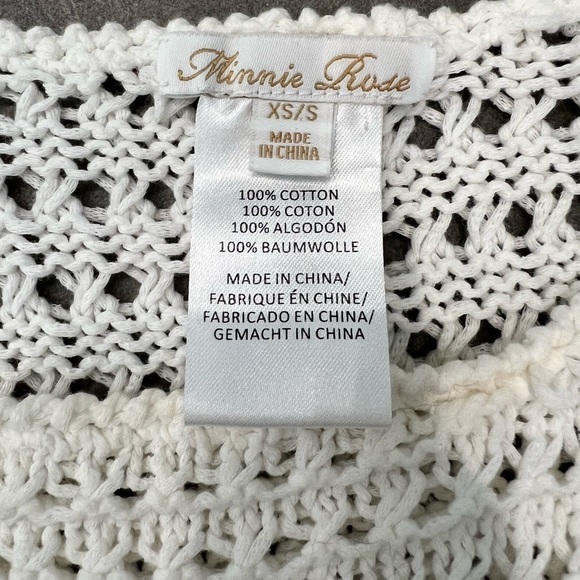 Minnie Rose
XS/S
MADE
IN CHINA
100% COTTON
100% COTON
100% ALGODÓN
100% BAUMWOLLE
MADE IN CHINA/
FABRIQUE ÉN CHINE/
FABRICADO EN CHINA/
GEMACHT IN CHINA